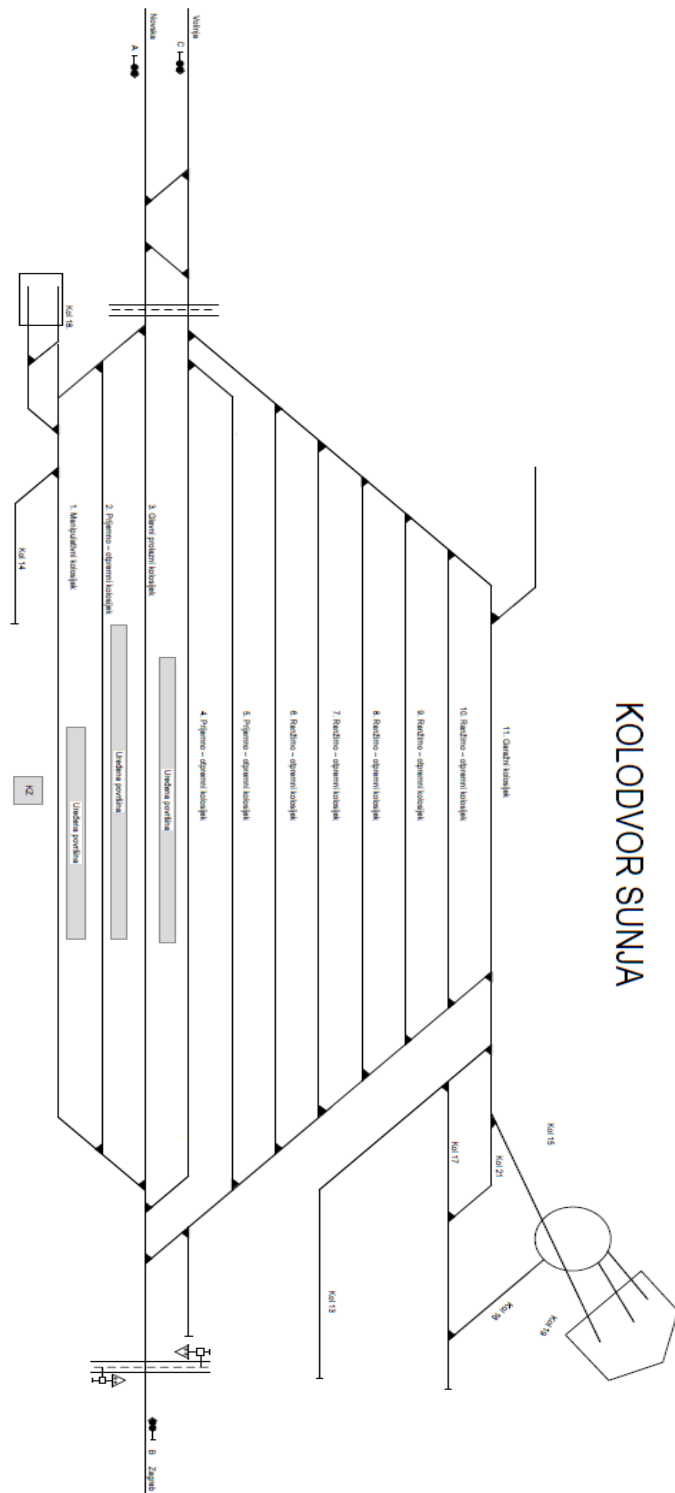 KOLODVOR SUNJA
Novska
Volinja
A
C
Kol 18.
Kol 14
1. Manipulativni kolosijek
2. Prijemno – otpremni kolosijek
3. Glavni prolazni kolosijek
4. Prijemno – otpremni kolosijek
5. Prijemno – otpremni kolosijek
6. Ranžirno – otpremni kolosijek
7. Ranžirno – otpremni kolosijek
8. Ranžirno – otpremni kolosijek
9. Ranžirno – otpremni kolosijek
10. Ranžirno – otpremni kolosijek
11. Garažni kolosijek
Uređena površina
Uređena površina
Uređena površina
KZ
Kol 15
Kol 17
Kol 21
Kol 13
Kol 16
Kol 19
B
Zagreb